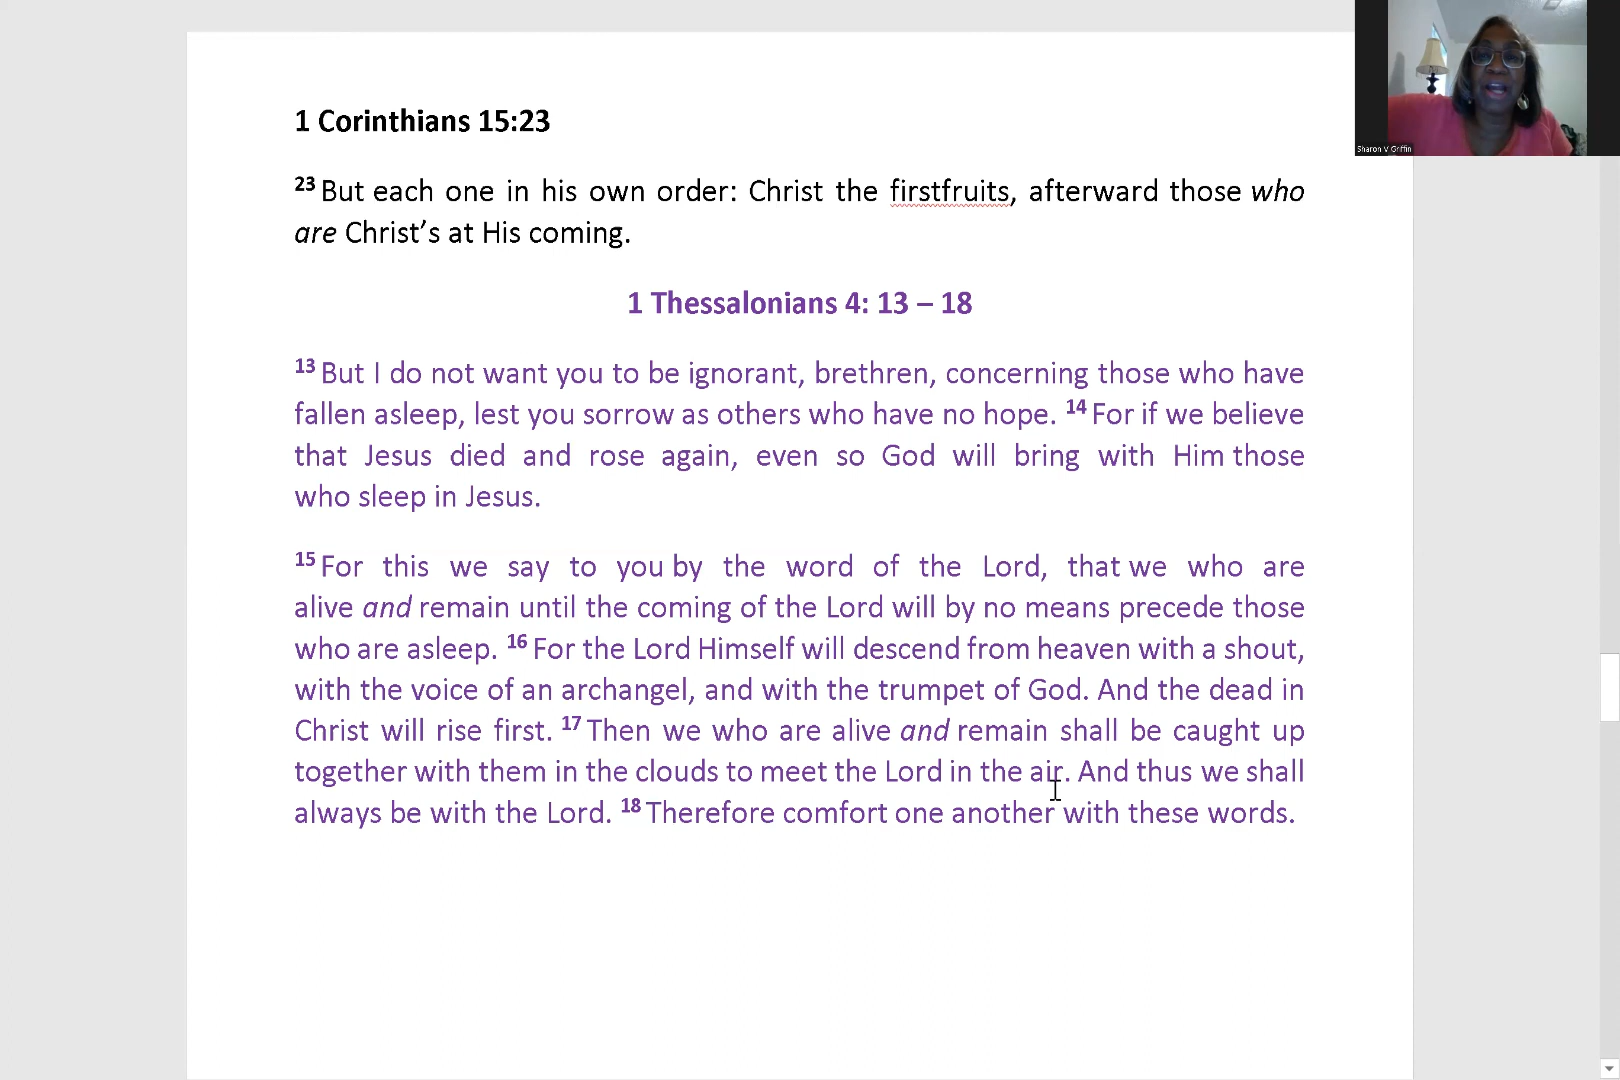 Sharon V Griffin
1 Corinthians 15:23
23 But each one in his own order: Christ the firstfruits, afterward those who
are Christ’s at His coming.
1 Thessalonians 4: 13 – 18
13 But I do not want you to be ignorant, brethren, concerning those who have
fallen asleep, lest you sorrow as others who have no hope. 14 For if we believe
that Jesus died and rose again, even so God will bring with Him those
who sleep in Jesus.
15 For this we say to you by the word of the Lord, that we who are
alive and remain until the coming of the Lord will by no means precede those
who are asleep. 16 For the Lord Himself will descend from heaven with a shout,
with the voice of an archangel, and with the trumpet of God. And the dead in
Christ will rise first. 17 Then we who are alive and remain shall be caught up
together with them in the clouds to meet the Lord in the air. And thus we shall
always be with the Lord. 18 Therefore comfort one another with these words.